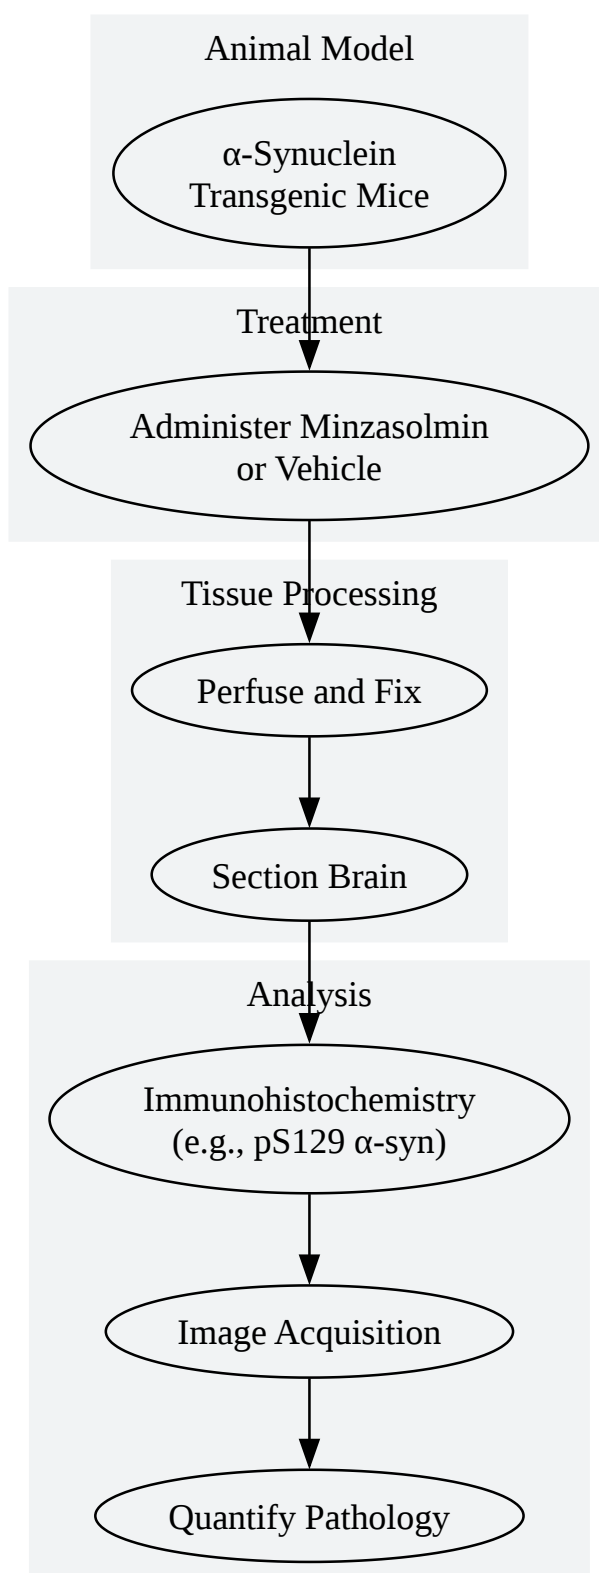 Animal Model
α-Synuclein
Transgenic Mice
Treatment
Administer Minzasolmin
or Vehicle
Tissue Processing
Perfuse and Fix
Section Brain
Analysis
Immunohistochemistry
(e.g., pS129 α-syn)
Image Acquisition
Quantify Pathology